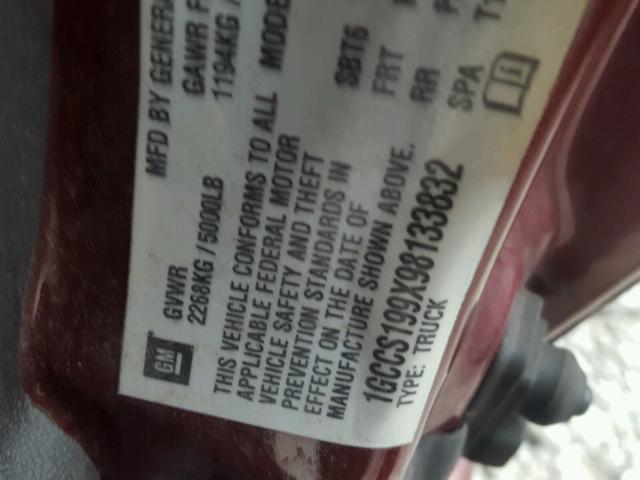 MFD BY GENERA
GVWR GAWR F
2268KG / 5000LB 1194KG /
THIS VEHICLE CONFORMS TO ALL
APPLICABLE FEDERAL MOTOR
VEHICLE SAFETY AND THEFT
PREVENTION STANDARDS IN
EFFECT ON THE DATE OF
MANUFACTURE SHOWN ABOVE.
1GCCS199X98133832
TYPE: TRUCK
GM
MODE
SBT6
FRT
RR
SPA